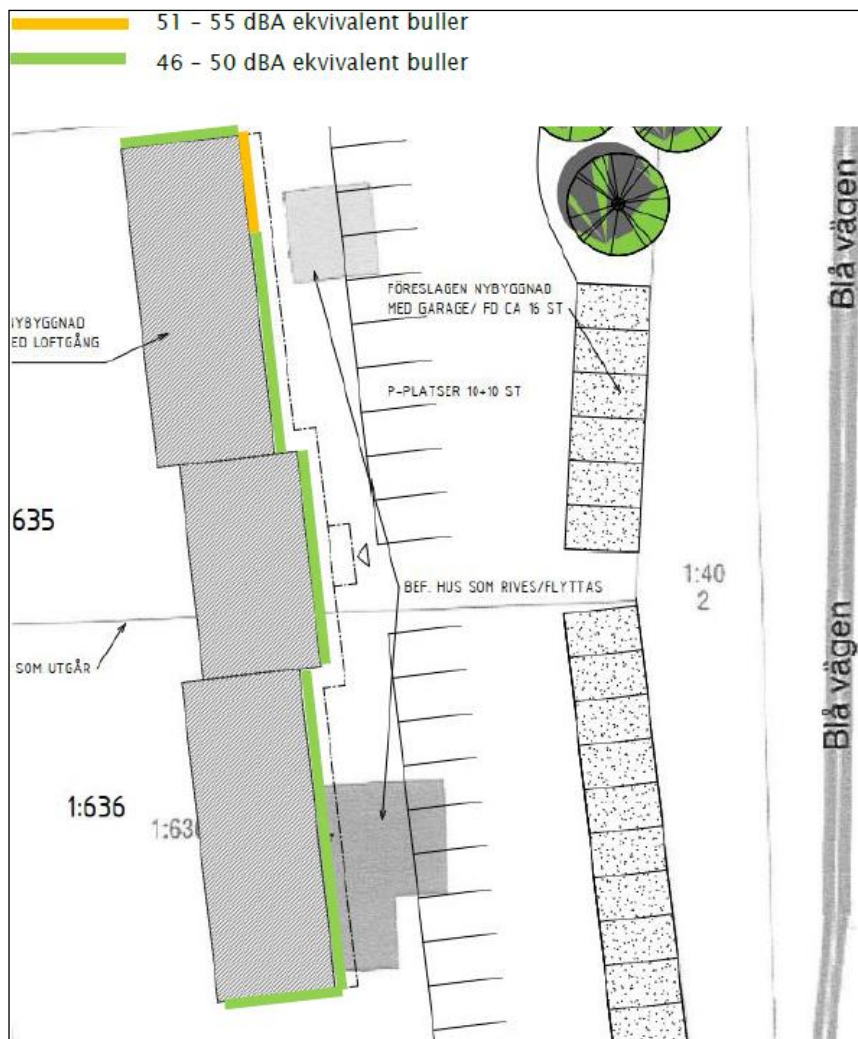 51 – 55 dBA ekvivalent buller
46 – 50 dBA ekvivalent buller
Blå vägen
FÖRESLAGEN NYBYGGNAD
MED GARAGE/ FD CA 16 ST
LOFTGÅNG
P-PLATSER 10+10 ST
635
1:40
2
BEF. HUS SOM RIVES/FLYTTAS
SOM UTGÅR
Blå vägen
1:636